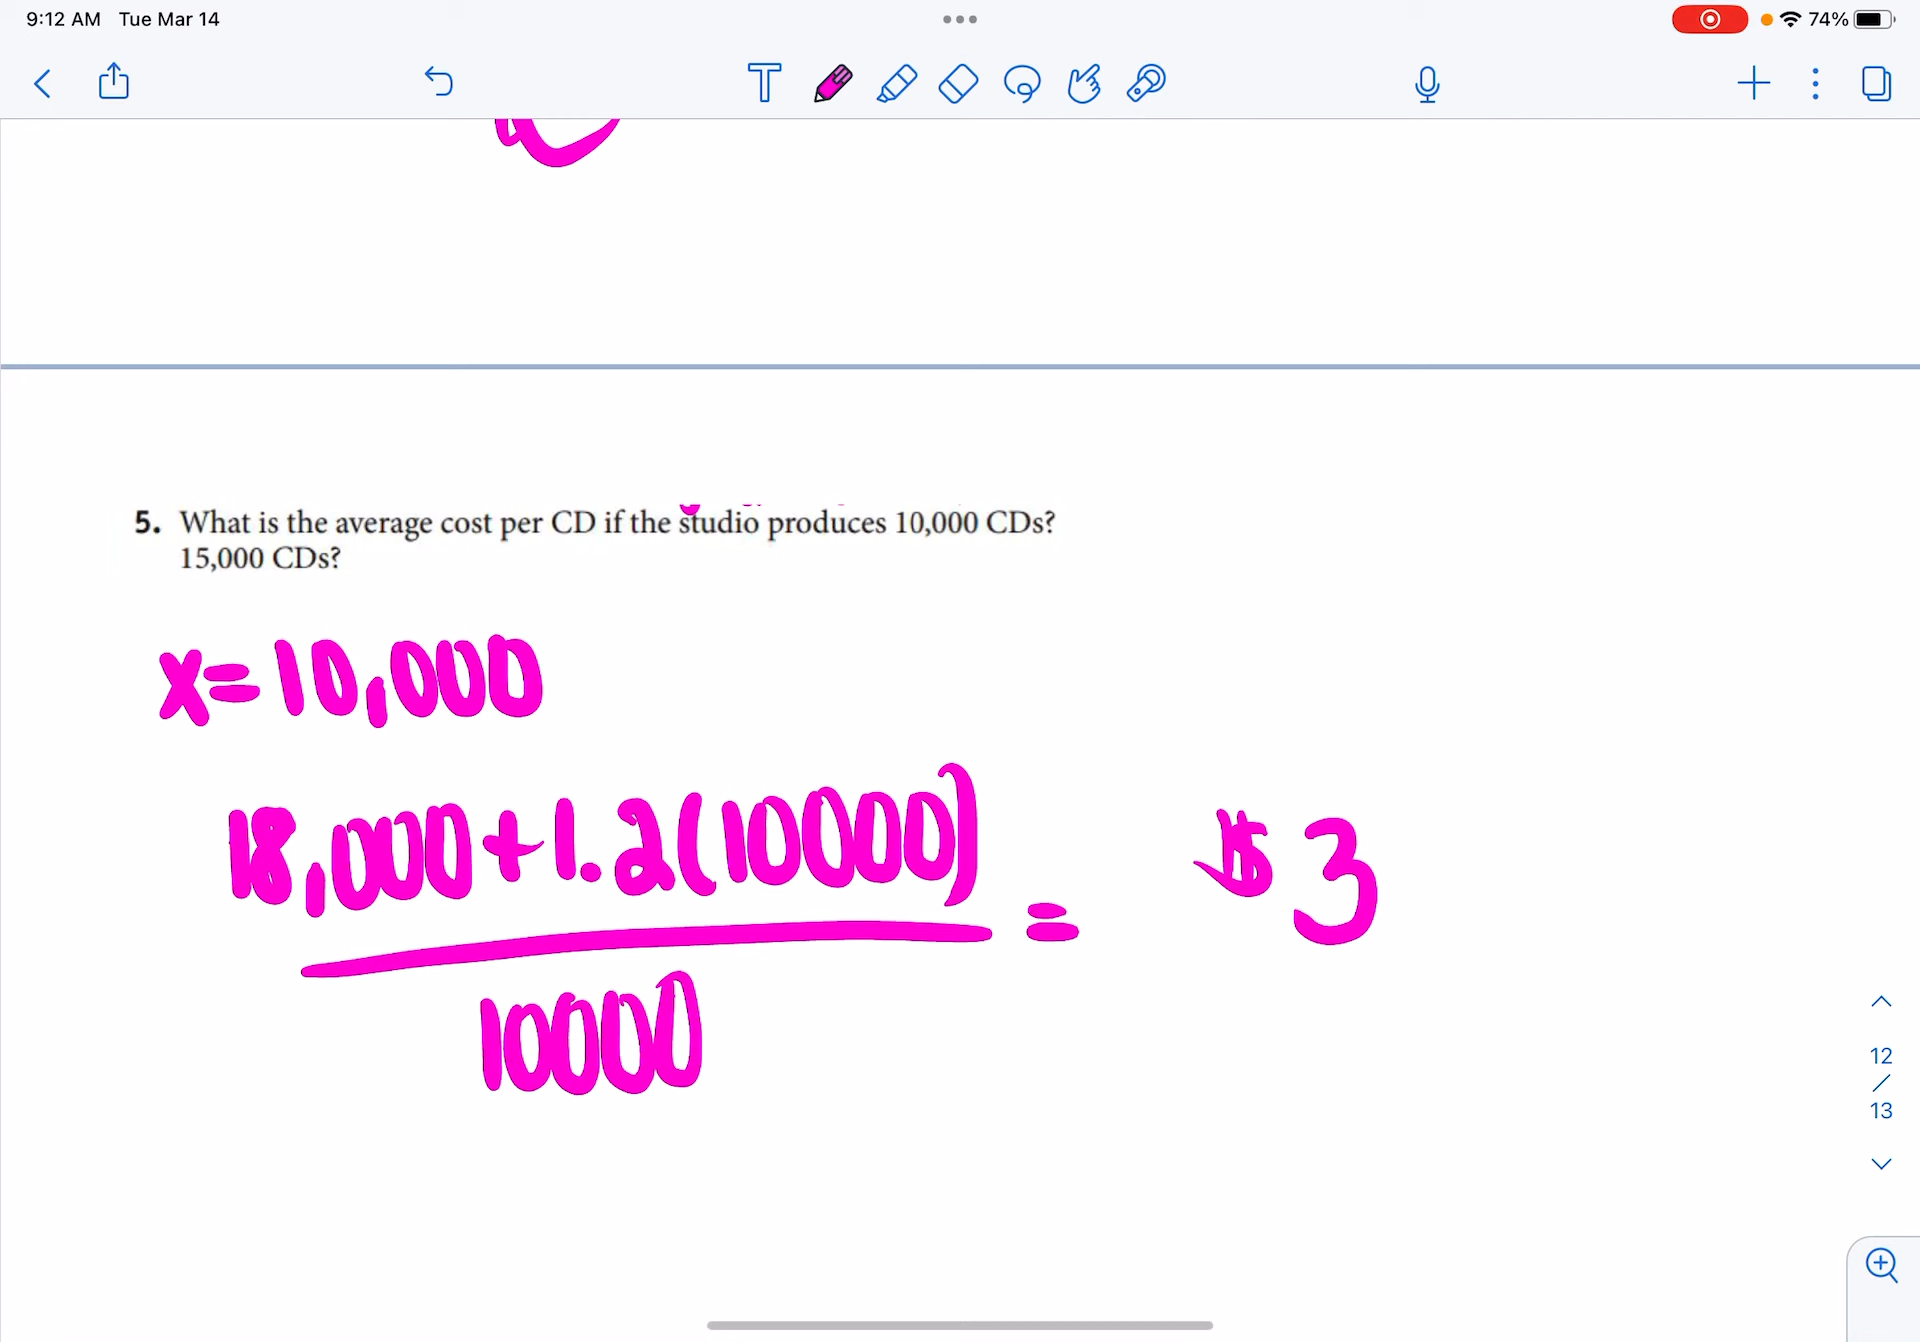 9:12 AM Tue Mar 14
74%
5. What is the average cost per CD if the studio produces 10,000 CDs?
15,000 CDs?
x=10,000
18,000+1.2(10000)
= $3
10000
12
/
13